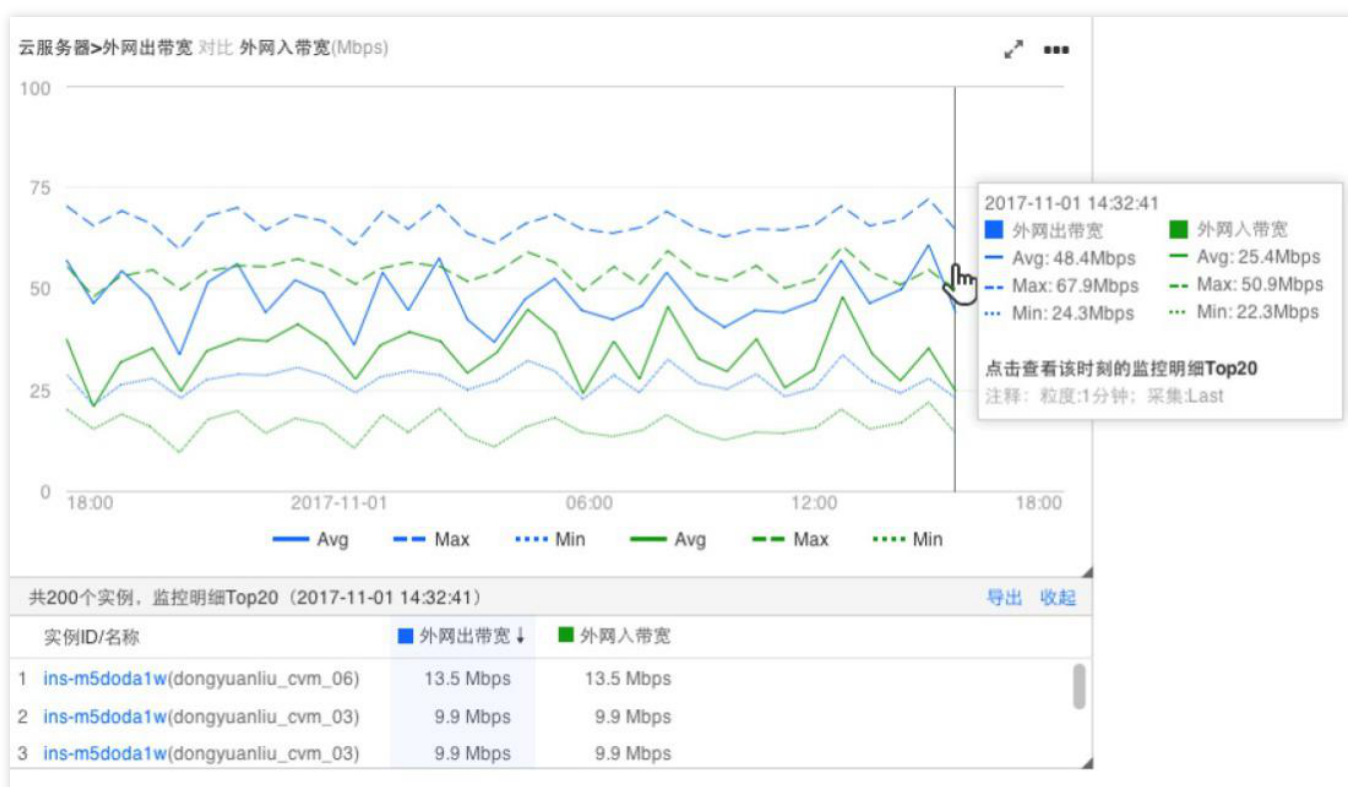 云服务器>外网出带宽 对比 外网入带宽(Mbps)
100
75
50
25
0
18:00 2017-11-01 06:00 12:00 18:00
Avg Max Min Avg Max Min
2017-11-01 14:32:41
外网出带宽 外网入带宽
Avg: 48.4Mbps Avg: 25.4Mbps
Max: 67.9Mbps Max: 50.9Mbps
Min: 24.3Mbps Min: 22.3Mbps
点击查看该时刻的监控明细Top20
注释：粒度:1分钟；采集:Last
共200个实例，监控明细Top20（2017-11-01 14:32:41） 导出 收起
实例ID/名称 外网出带宽↓ 外网入带宽
1 ins-m5doda1w(dongyuanliu_cvm_06) 13.5 Mbps 13.5 Mbps
2 ins-m5doda1w(dongyuanliu_cvm_03) 9.9 Mbps 9.9 Mbps
3 ins-m5doda1w(dongyuanliu_cvm_03) 9.9 Mbps 9.9 Mbps